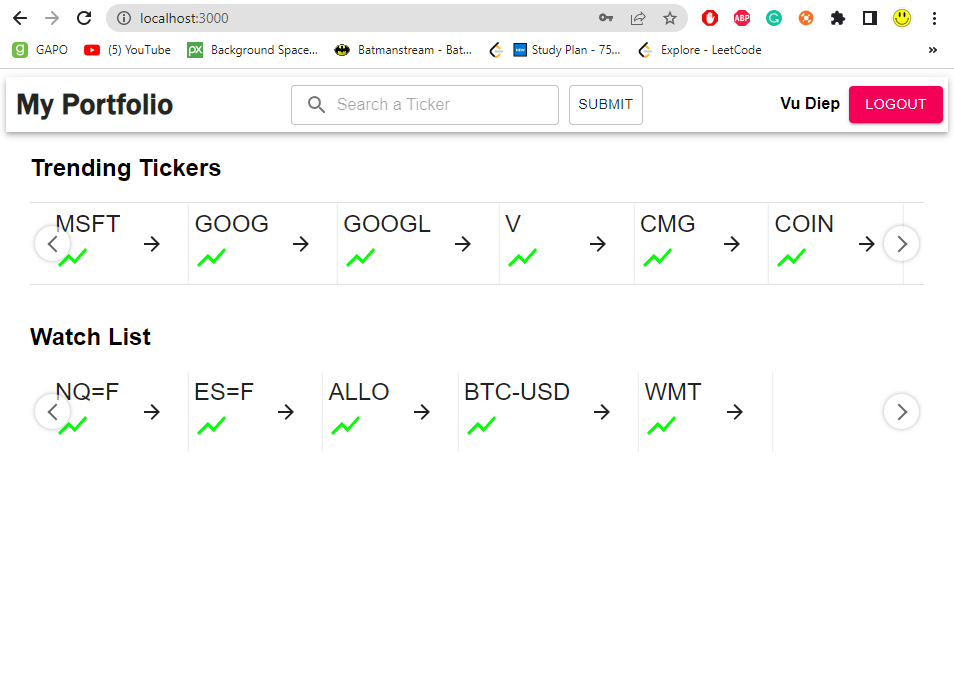 localhost:3000
GAPO (5) YouTube Background Space... Batmanstream - Bat... Study Plan - 75... Explore - LeetCode »
My Portfolio Search a Ticker SUBMIT Vu Diep LOGOUT
Trending Tickers
MSFT GOOG GOOGL V CMG COIN
Watch List
NQ=F ES=F ALLO BTC-USD WMT